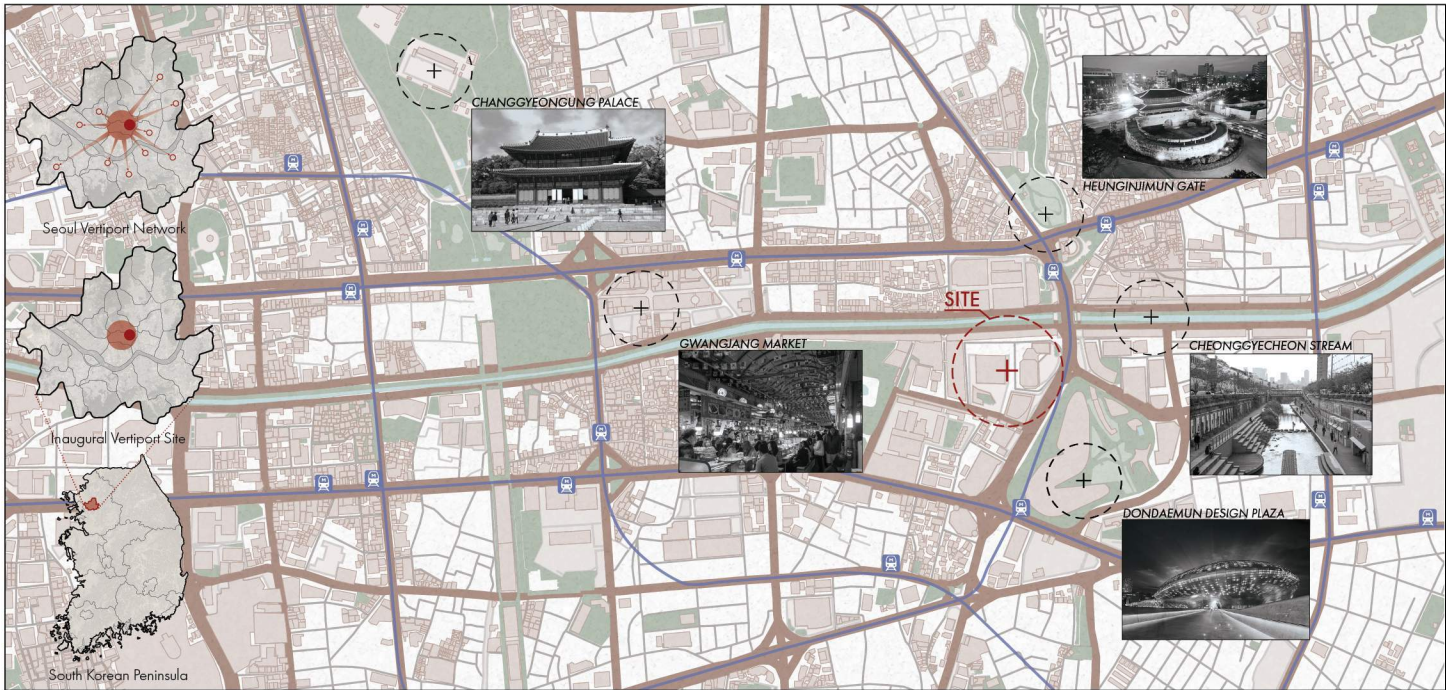 Seoul Vertiport Network
Inaugural Vertiport Site
South Korean Peninsula
CHANGGYEONGUNG PALACE
HEUNGINJIMUN GATE
SITE
GWANGJANG MARKET
CHEONGGYECHEON STREAM
DONDAEMUN DESIGN PLAZA